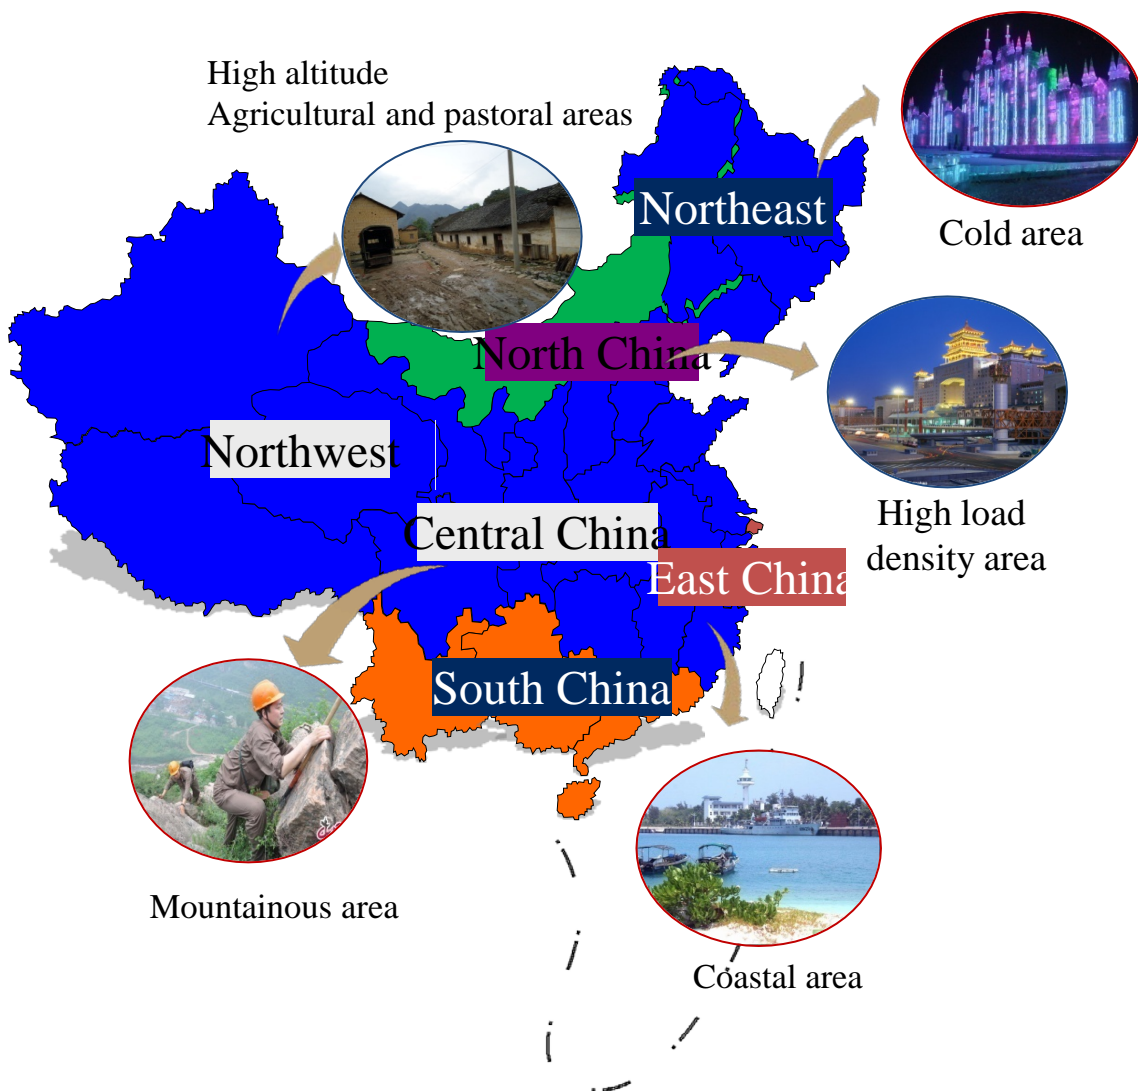 High altitude
Agricultural and pastoral areas
Northeast
Cold area
North China
Northwest
High load
density area
Central China
East China
South China
Mountainous area
Coastal area